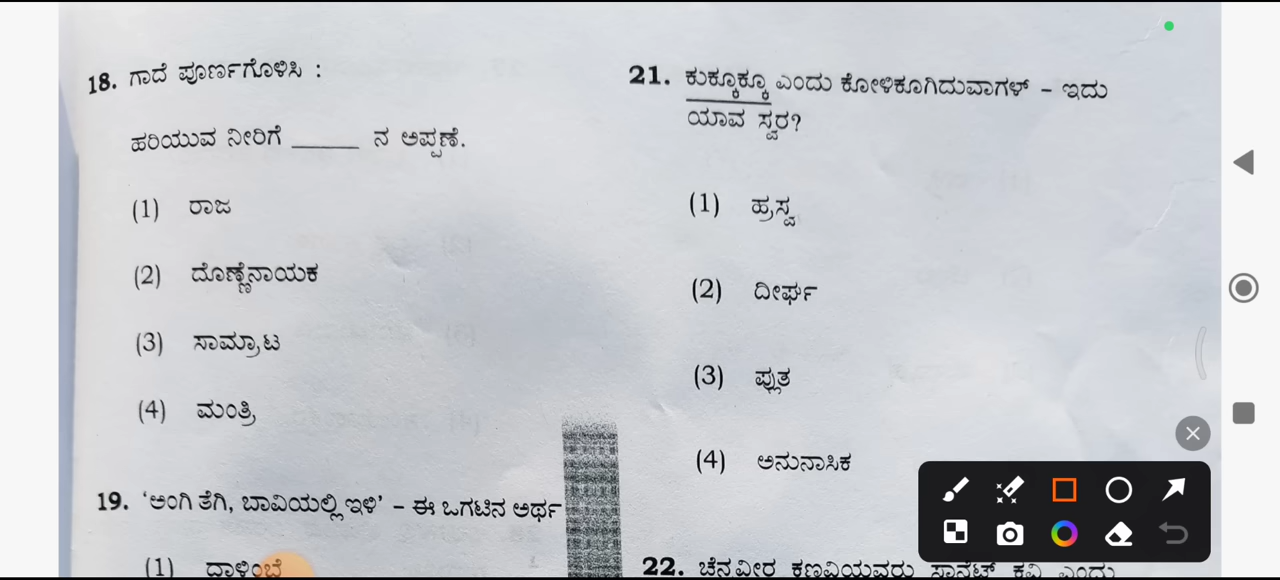 18. ಗಾದೆ ಪೂರ್ಣಗೊಳಿಸಿ :
ಹರಿಯುವ ನೀರಿಗೆ _____ ನ ಅಪ್ಪಣೆ.
(1) ರಾಜ
(2) ದೊಣ್ಣೆನಾಯಕ
(3) ಸಾಮ್ರಾಟ
(4) ಮಂತ್ರಿ
19. ‘ಅಂಗಿ ತೆಗಿ, ಬಾವಿಯಲ್ಲಿ ಇಳಿ’ – ಈ ಒಗಟಿನ ಅರ್ಥ
(1) ದಾಳಿಂಬೆ
21. ಕುಕ್ಕೂಕ್ಕೂ ಎಂದು ಕೋಳಿಕೂಗಿದುವಾಗಳ್ – ಇದು
ಯಾವ ಸ್ವರ?
(1) ಹ್ರಸ್ವ
(2) ದೀರ್ಘ
(3) ಪ್ಲುತ
(4) ಅನುನಾಸಿಕ
22. ಚೆನ್ನವೀರ ಕಣವಿಯವರು ಸಾನೆಟ್ ಕವಿ ಎಂದು